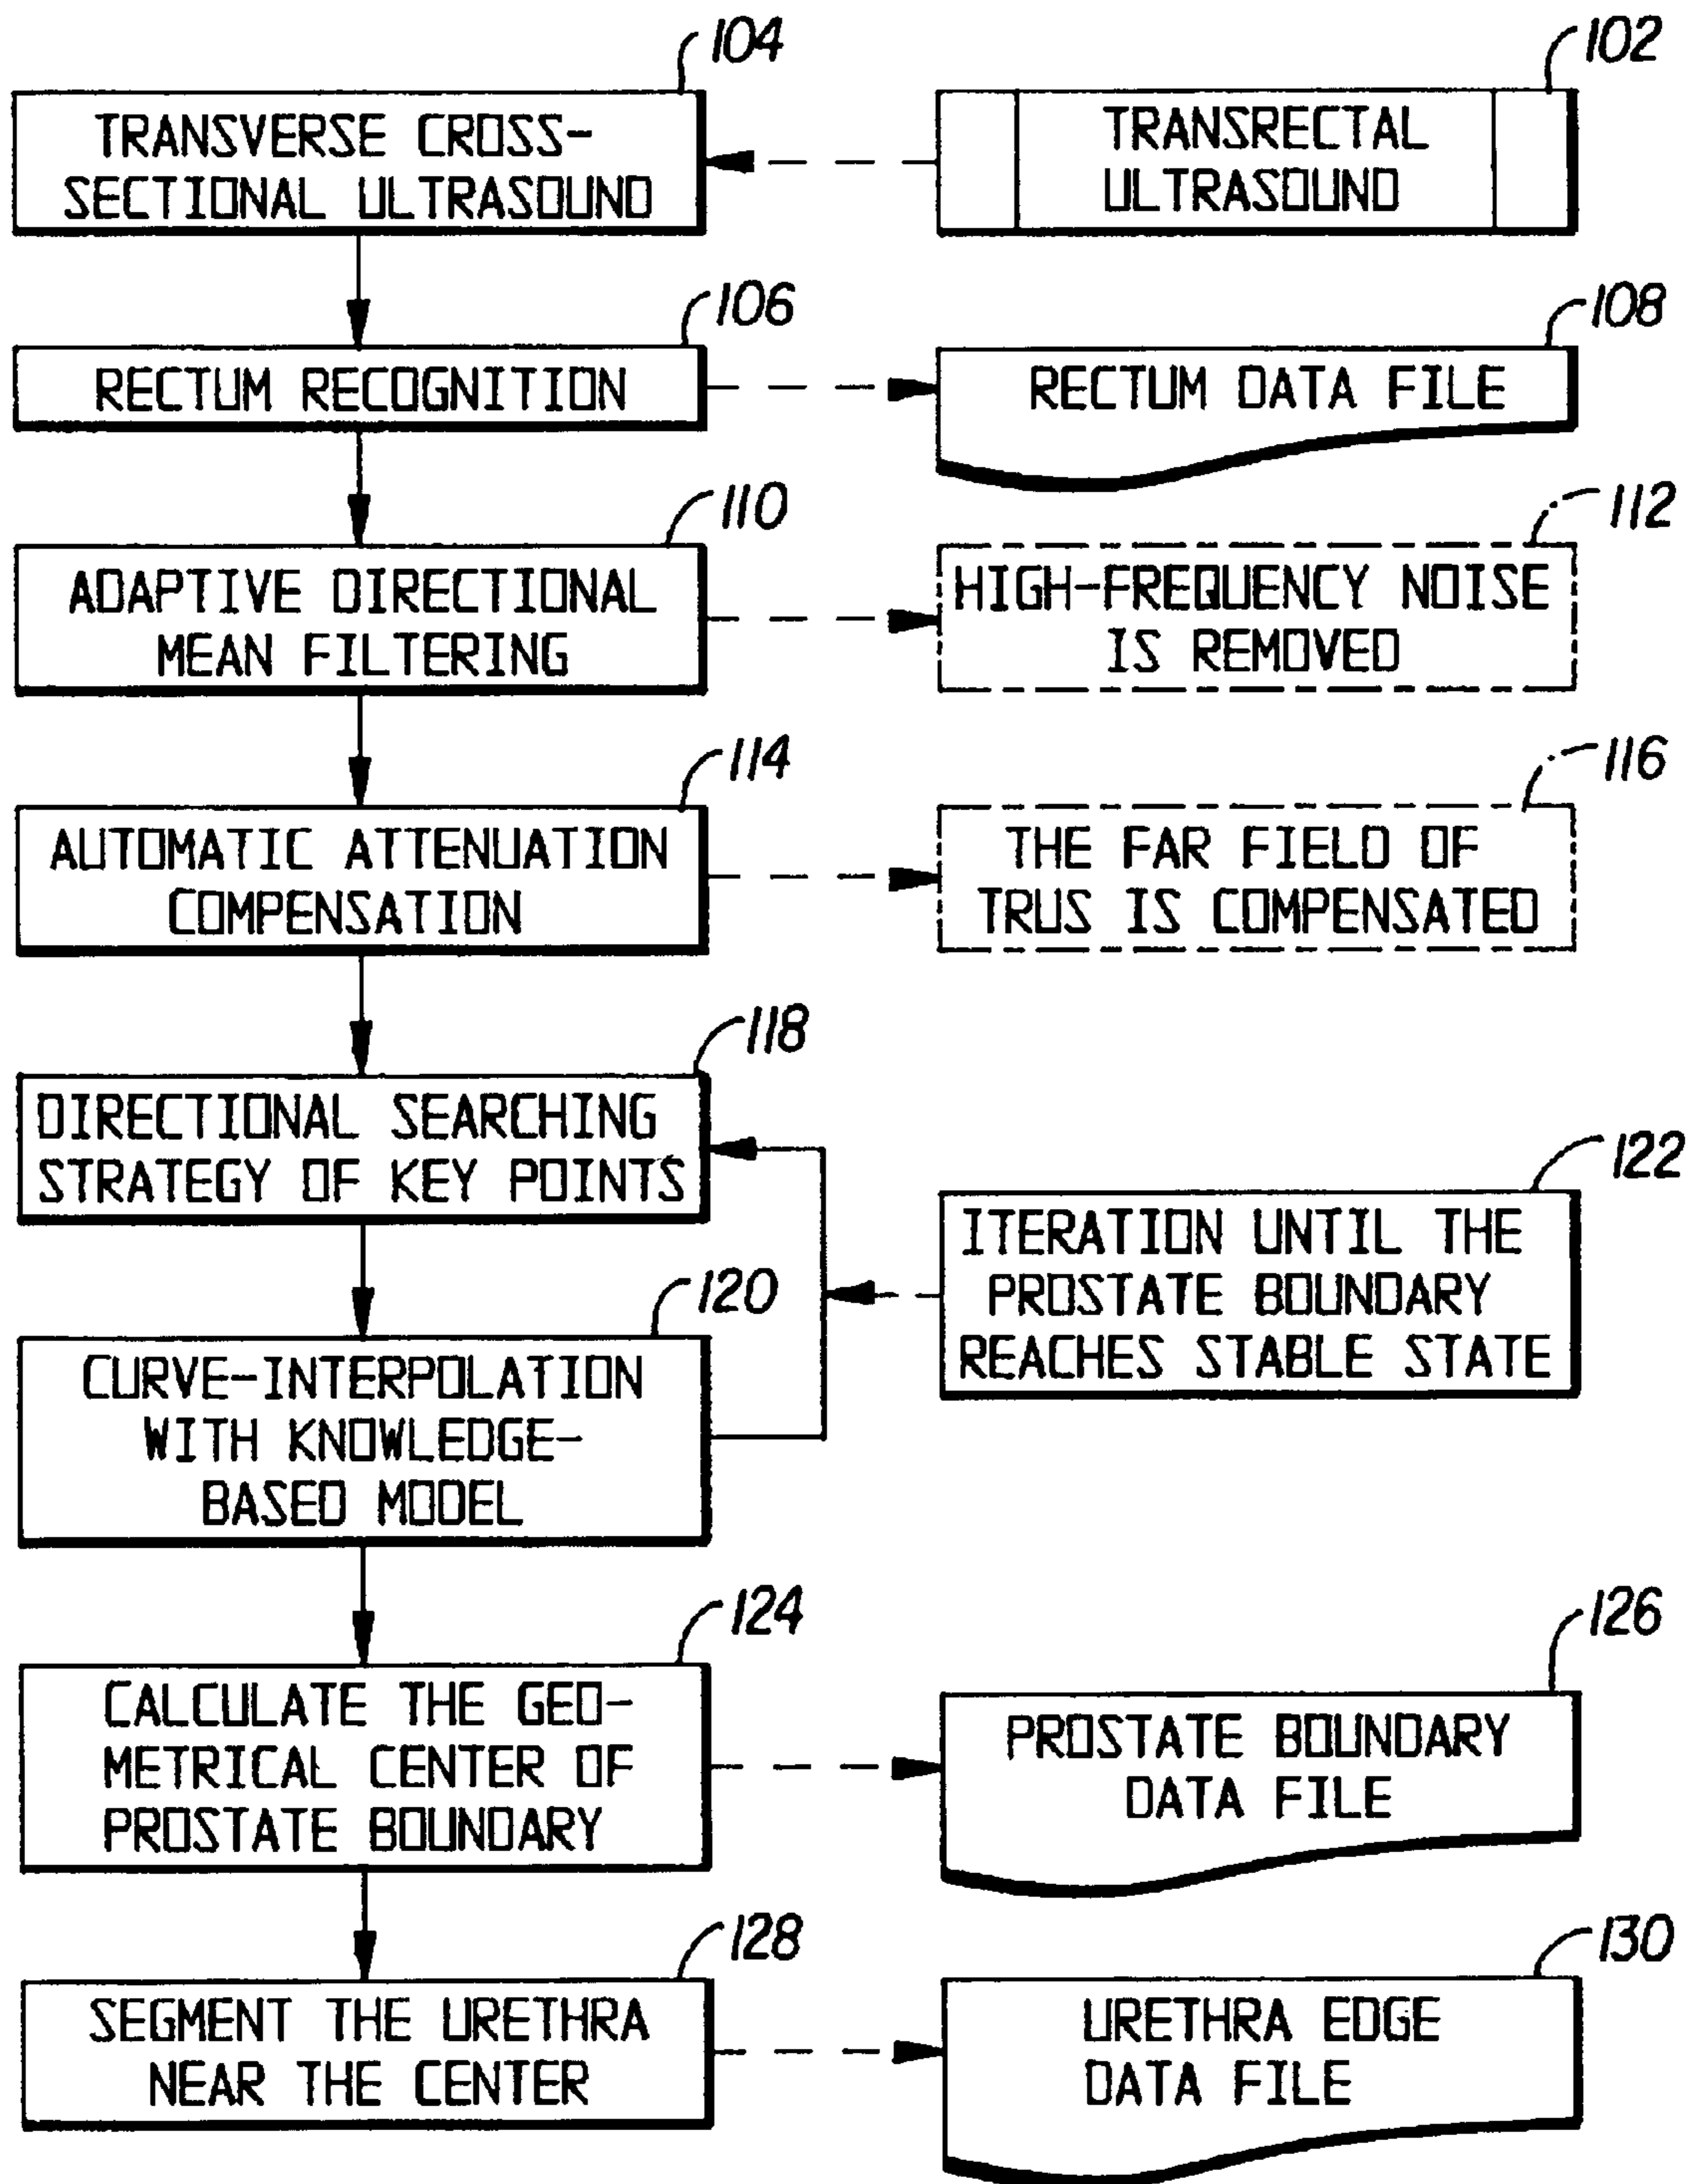 104
102
TRANSVERSE CROSS-
SECTIONAL ULTRASOUND
TRANSRECTAL
ULTRASOUND
106
108
RECTUM RECOGNITION
RECTUM DATA FILE
110
112
ADAPTIVE DIRECTIONAL
MEAN FILTERING
HIGH-FREQUENCY NOISE
IS REMOVED
114
116
AUTOMATIC ATTENUATION
COMPENSATION
THE FAR FIELD OF
TRUS IS COMPENSATED
118
DIRECTIONAL SEARCHING
STRATEGY OF KEY POINTS
122
ITERATION UNTIL THE
PROSTATE BOUNDARY
REACHES STABLE STATE
120
CURVE-INTERPOLATION
WITH KNOWLEDGE-
BASED MODEL
124
126
CALCULATE THE GEO-
METRICAL CENTER OF
PROSTATE BOUNDARY
PROSTATE BOUNDARY
DATA FILE
128
130
SEGMENT THE URETHRA
NEAR THE CENTER
URETHRA EDGE
DATA FILE